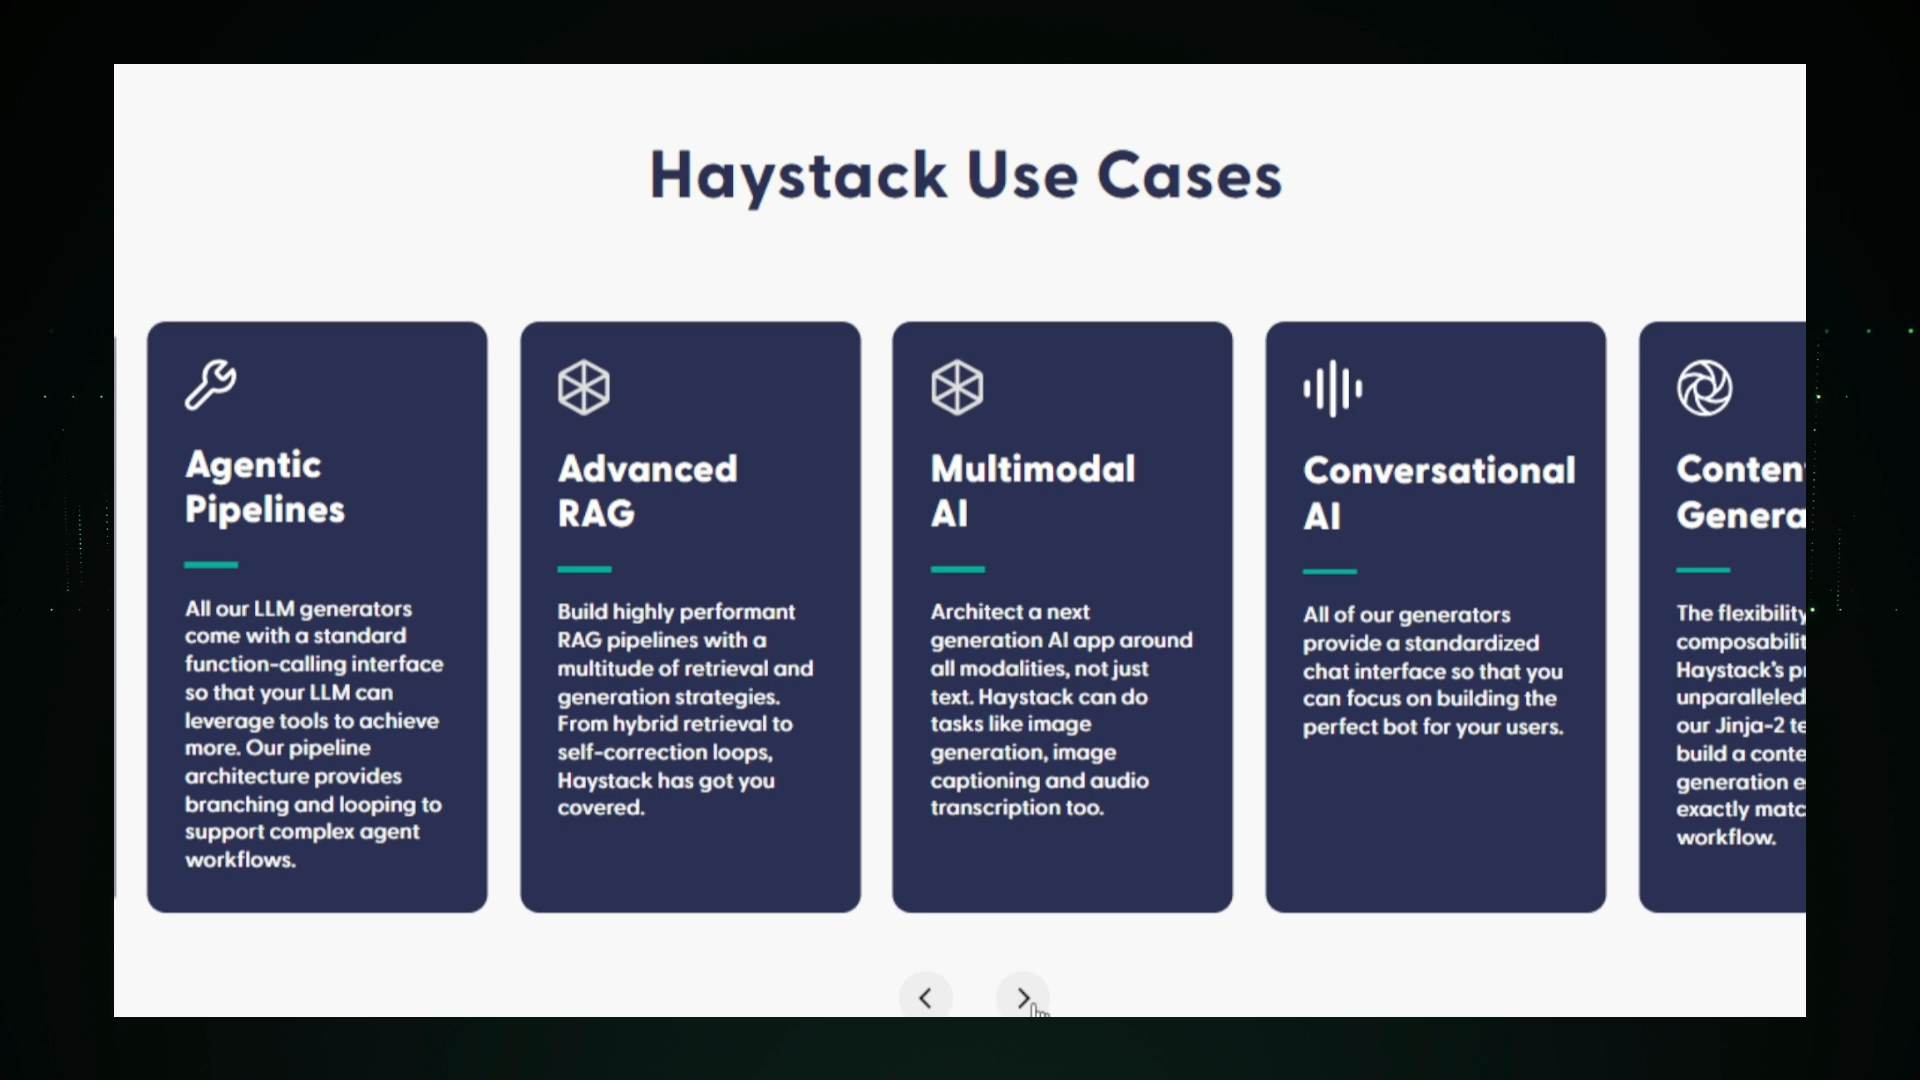 Haystack Use Cases
Agentic
Pipelines
All our LLM generators
come with a standard
function-calling interface
so that your LLM can
leverage tools to achieve
more. Our pipeline
architecture provides
branching and looping to
support complex agent
workflows.
Advanced
RAG
Build highly performant
RAG pipelines with a
multitude of retrieval and
generation strategies.
From hybrid retrieval to
self-correction loops,
Haystack has got you
covered.
Multimodal
AI
Architect a next
generation AI app around
all modalities, not just
text. Haystack can do
tasks like image
generation, image
captioning and audio
transcription too.
Conversational
AI
All of our generators
provide a standardized
chat interface so that you
can focus on building the
perfect bot for your users.
The flexibility
Haystack's
unparalleled
our Jinja-2
build a
generation
exactly
workflow.